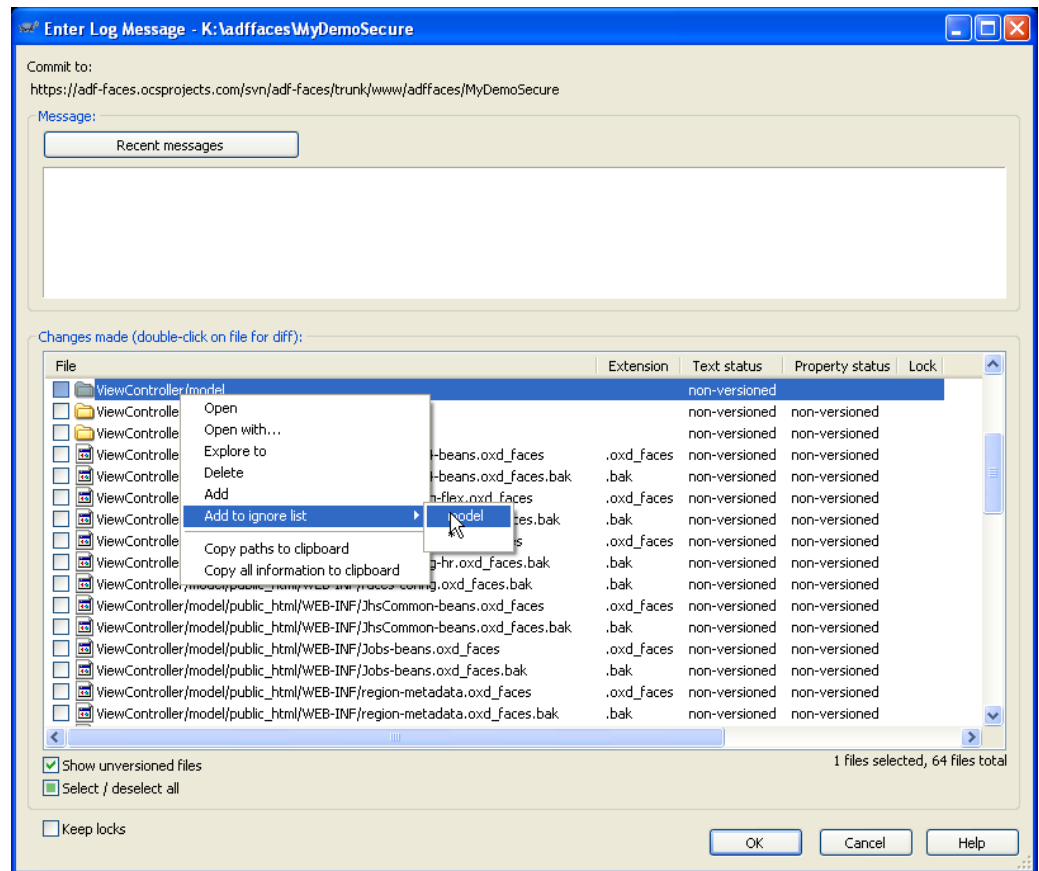 Enter Log Message - K:\adffaces\MyDemoSecure
Commit to:
https://adf-faces.ocsprojects.com/svn/adf-faces/trunk/www/adffaces/MyDemoSecure
Message:
Recent messages
Changes made (double-click on file for diff):
File Extension Text status Property status Lock
ViewController/model non-versioned
ViewControlle non-versioned non-versioned
ViewControlle non-versioned non-versioned
ViewControlle -beans.oxd_faces .oxd_faces non-versioned non-versioned
ViewControlle -beans.oxd_faces.bak .bak non-versioned non-versioned
ViewControlle -flex.oxd_faces .oxd_faces non-versioned non-versioned
ViewControlle ces.bak .bak non-versioned non-versioned
ViewControlle s .oxd_faces non-versioned non-versioned
ViewControlle g-hr.oxd_faces.bak .bak non-versioned non-versioned
ViewController/model/public_html/WEB-INF/faces-config.oxd_faces.bak .bak non-versioned non-versioned
ViewController/model/public_html/WEB-INF/JhsCommon-beans.oxd_faces .oxd_faces non-versioned non-versioned
ViewController/model/public_html/WEB-INF/JhsCommon-beans.oxd_faces.bak .bak non-versioned non-versioned
ViewController/model/public_html/WEB-INF/Jobs-beans.oxd_faces .oxd_faces non-versioned non-versioned
ViewController/model/public_html/WEB-INF/Jobs-beans.oxd_faces.bak .bak non-versioned non-versioned
ViewController/model/public_html/WEB-INF/region-metadata.oxd_faces .oxd_faces non-versioned non-versioned
ViewController/model/public_html/WEB-INF/region-metadata.oxd_faces.bak .bak non-versioned non-versioned
Open
Open with...
Explore to
Delete
Add
Add to ignore list
model
Copy paths to clipboard
Copy all information to clipboard
1 files selected, 64 files total
Show unversioned files
Select / deselect all
Keep locks
OK Cancel Help